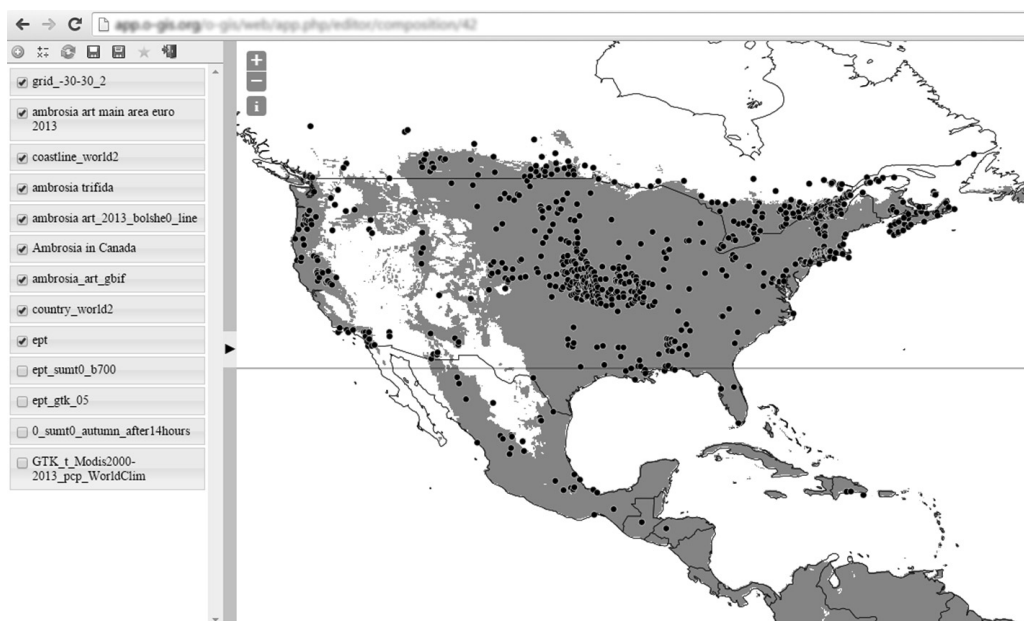 app.o-gis.org/o-gis/web/app.php/editor/composition/42
grid_-30-30_2
ambrosia art main area euro
2013
coastline_world2
ambrosia trifida
ambrosia art_2013_bolshe0_line
Ambrosia in Canada
ambrosia_art_gbif
country_world2
ept
ept_sumt0_b700
ept_gtk_05
0_sumt0_autumn_after14hours
GTK_t_Modis2000-
2013_pcp_WorldClim
+
−
i